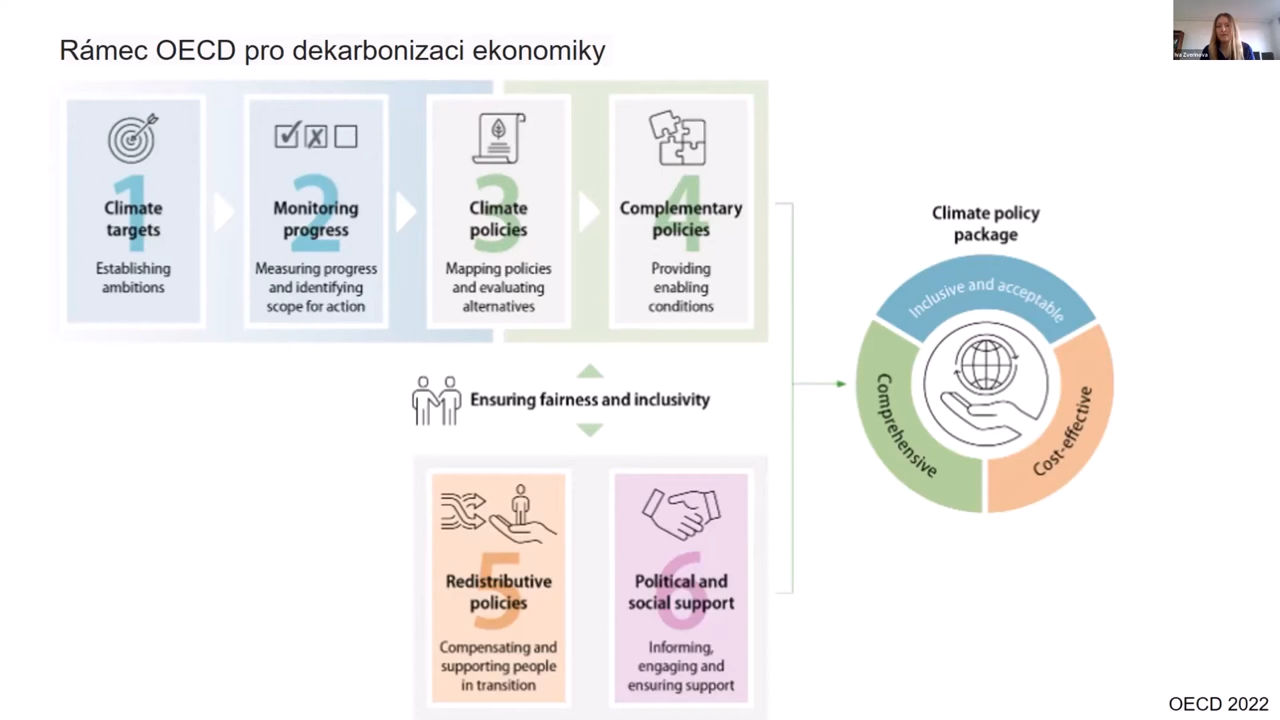 Rámec OECD pro dekarbonizaci ekonomiky
1
Climate
targets
Establishing
ambitions
2
Monitoring
progress
Measuring progress
and identifying
scope for action
3
Climate
policies
Mapping policies
and evaluating
alternatives
4
Complementary
policies
Providing
enabling
conditions
Ensuring fairness and inclusivity
5
Redistributive
policies
Compensating and
supporting people
in transition
6
Political and
social support
Informing,
engaging and
ensuring support
Climate policy
package
Inclusive and acceptable
Comprehensive
Cost-effective
OECD 2022